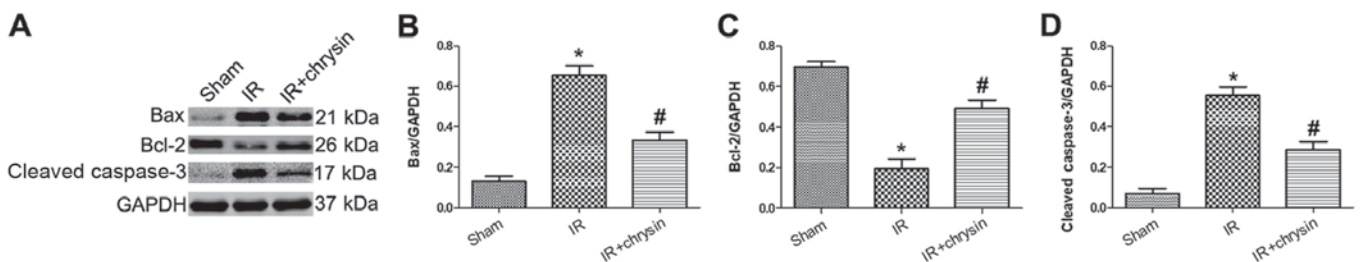 A
Sham IR IR+chrysin
Bax 21 kDa
Bcl-2 26 kDa
Cleaved caspase-3 17 kDa
GAPDH 37 kDa
B
Bax/GAPDH
0.8
0.6
0.4
0.2
0.0
*
#
Sham IR IR+chrysin
C
Bcl-2/GAPDH
0.8
0.6
0.4
0.2
0.0
*
#
Sham IR IR+chrysin
D
Cleaved caspase-3/GAPDH
0.8
0.6
0.4
0.2
0.0
*
#
Sham IR IR+chrysin